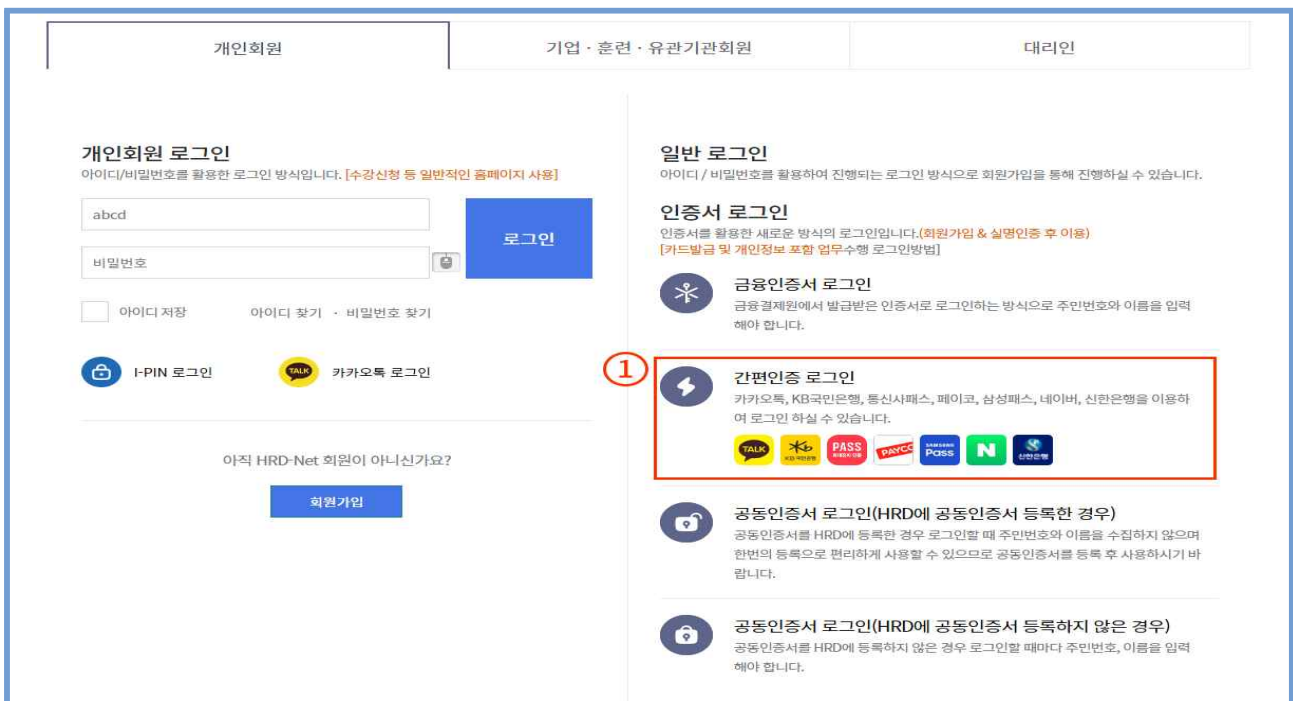 개인회원
기업 · 훈련 · 유관기관회원
대리인
개인회원 로그인
아이디/비밀번호를 활용한 로그인 방식입니다. [수강신청 등 일반적인 홈페이지 사용]
abcd
비밀번호
로그인
아이디 저장
아이디 찾기 · 비밀번호 찾기
I-PIN 로그인
TALK
카카오톡 로그인
아직 HRD-Net 회원이 아니신가요?
회원가입
일반 로그인
아이디 / 비밀번호를 활용하여 진행되는 로그인 방식으로 회원가입을 통해 진행하실 수 있습니다.
인증서 로그인
인증서를 활용한 새로운 방식의 로그인입니다.(회원가입 & 실명인증 후 이용)
[카드발급 및 개인정보 포함 업무수행 로그인방법]
금융인증서 로그인
금융결제원에서 발급받은 인증서로 로그인하는 방식으로 주민번호와 이름을 입력
해야 합니다.
①
간편인증 로그인
카카오톡, KB국민은행, 통신사패스, 페이코, 삼성패스, 네이버, 신한은행을 이용하
여 로그인 하실 수 있습니다.
TALK
KB국민은행
PASS
PAYCO
SAMSUNG
Pass
N
신한은행
공동인증서 로그인(HRD에 공동인증서 등록한 경우)
공동인증서를 HRD에 등록한 경우 로그인할 때 주민번호와 이름을 수집하지 않으며
한번의 등록으로 편리하게 사용할 수 있으므로 공동인증서를 등록 후 사용하시기 바
랍니다.
공동인증서 로그인(HRD에 공동인증서 등록하지 않은 경우)
공동인증서를 HRD에 등록하지 않은 경우 로그인할 때마다 주민번호, 이름을 입력
해야 합니다.